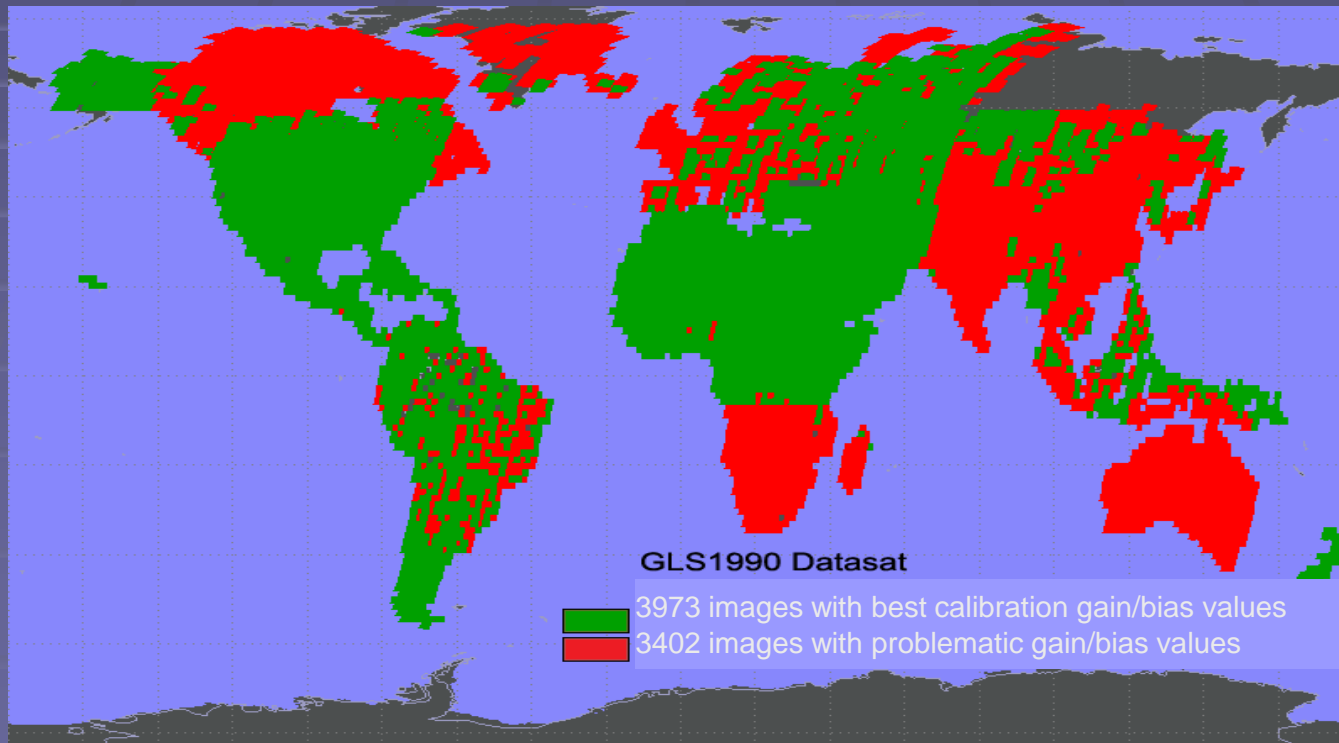 GLS1990 Datasat
3973 images with best calibration gain/bias values
3402 images with problematic gain/bias values